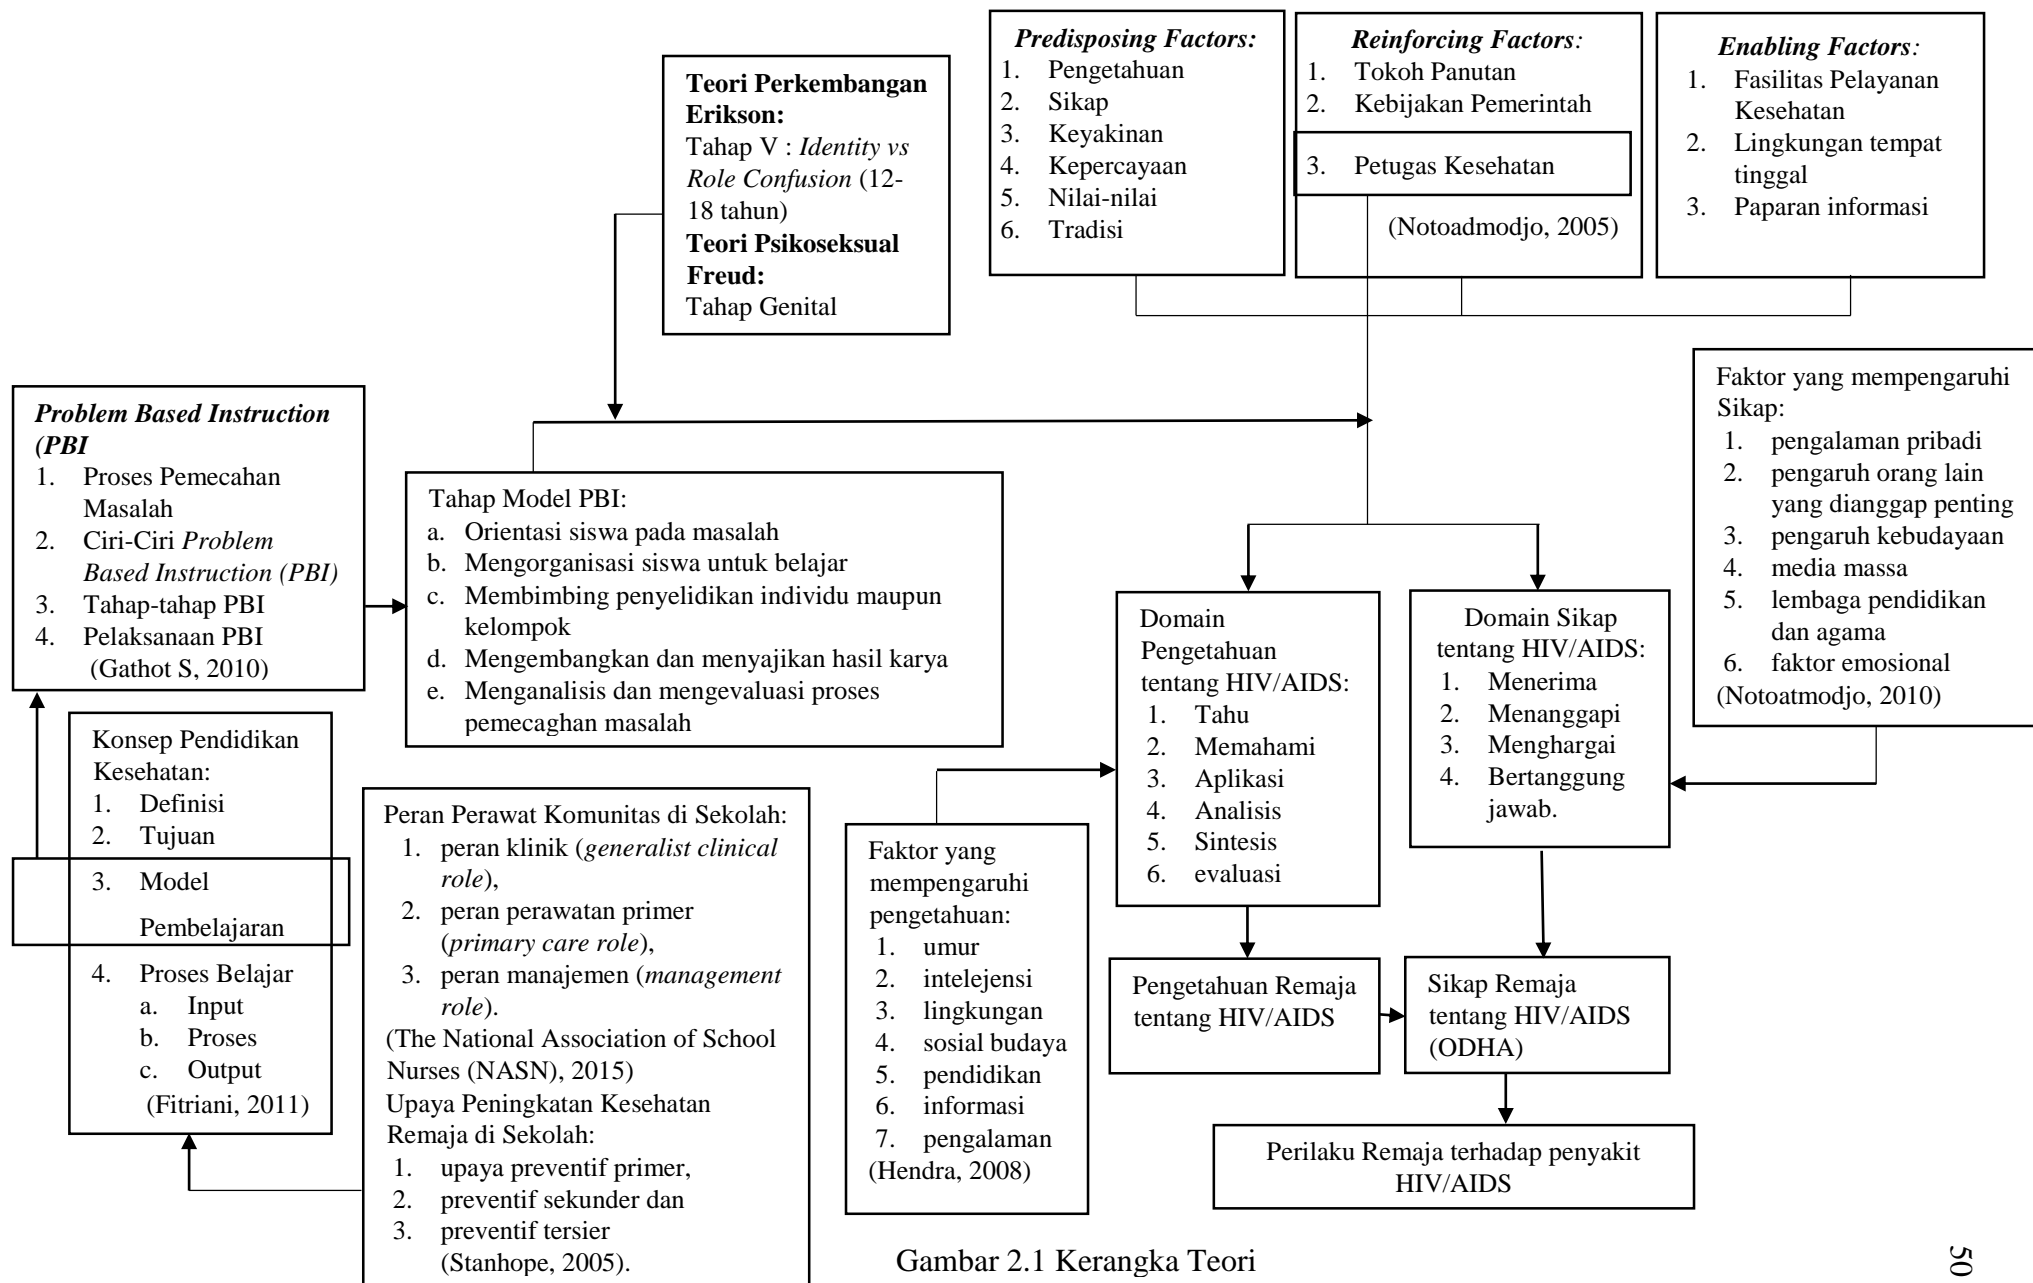 Predisposing Factors:
1. Pengetahuan
2. Sikap
3. Keyakinan
4. Kepercayaan
5. Nilai-nilai
6. Tradisi
Reinforcing Factors:
1. Tokoh Panutan
2. Kebijakan Pemerintah
3. Petugas Kesehatan
(Notoadmodjo, 2005)
Enabling Factors:
1. Fasilitas Pelayanan
Kesehatan
2. Lingkungan tempat
tinggal
3. Paparan informasi
Teori Perkembangan
Erikson:
Tahap V : Identity vs
Role Confusion (12-
18 tahun)
Teori Psikoseksual
Freud:
Tahap Genital
Problem Based Instruction
(PBI
1. Proses Pemecahan
Masalah
2. Ciri-Ciri Problem
Based Instruction (PBI)
3. Tahap-tahap PBI
4. Pelaksanaan PBI
(Gathot S, 2010)
Tahap Model PBI:
a. Orientasi siswa pada masalah
b. Mengorganisasi siswa untuk belajar
c. Membimbing penyelidikan individu maupun
kelompok
d. Mengembangkan dan menyajikan hasil karya
e. Menganalisis dan mengevaluasi proses
pemecaghan masalah
Faktor yang mempengaruhi
Sikap:
1. pengalaman pribadi
2. pengaruh orang lain
yang dianggap penting
3. pengaruh kebudayaan
4. media massa
5. lembaga pendidikan
dan agama
6. faktor emosional
(Notoatmodjo, 2010)
Domain
Pengetahuan
tentang HIV/AIDS:
1. Tahu
2. Memahami
3. Aplikasi
4. Analisis
5. Sintesis
6. evaluasi
Domain Sikap
tentang HIV/AIDS:
1. Menerima
2. Menanggapi
3. Menghargai
4. Bertanggung
jawab.
Konsep Pendidikan
Kesehatan:
1. Definisi
2. Tujuan
3. Model
Pembelajaran
4. Proses Belajar
a. Input
b. Proses
c. Output
(Fitriani, 2011)
Peran Perawat Komunitas di Sekolah:
1. peran klinik (generalist clinical
role),
2. peran perawatan primer
(primary care role),
3. peran manajemen (management
role).
(The National Association of School
Nurses (NASN), 2015)
Upaya Peningkatan Kesehatan
Remaja di Sekolah:
1. upaya preventif primer,
2. preventif sekunder dan
3. preventif tersier
(Stanhope, 2005).
Faktor yang
mempengaruhi
pengetahuan:
1. umur
2. intelejensi
3. lingkungan
4. sosial budaya
5. pendidikan
6. informasi
7. pengalaman
(Hendra, 2008)
Pengetahuan Remaja
tentang HIV/AIDS
Sikap Remaja
tentang HIV/AIDS
(ODHA)
Perilaku Remaja terhadap penyakit
HIV/AIDS
Gambar 2.1 Kerangka Teori
50